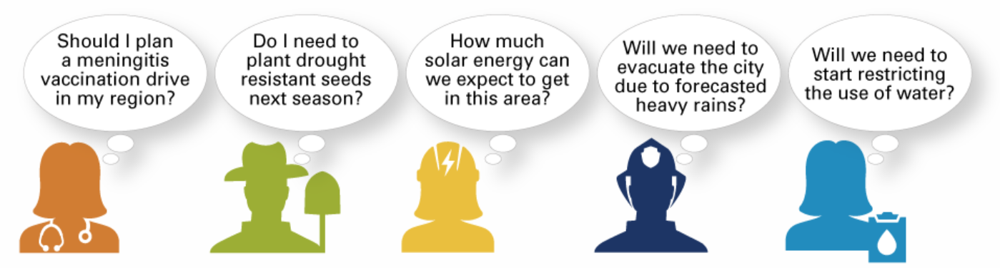 Should I plan
a meningitis
vaccination drive
in my region?
Do I need to
plant drought
resistant seeds
next season?
How much
solar energy can
we expect to get
in this area?
Will we need to
evacuate the city
due to forecasted
heavy rains?
Will we need to
start restricting
the use of water?